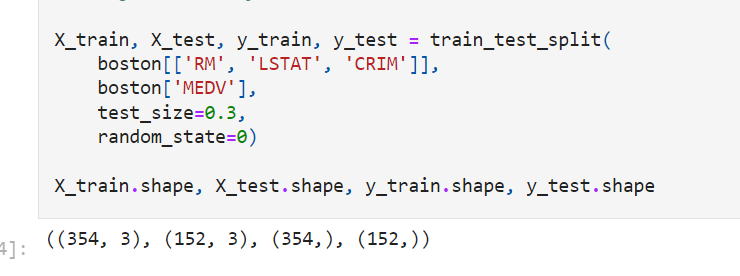 X_train, X_test, y_train, y_test = train_test_split(
    boston[['RM', 'LSTAT', 'CRIM']],
    boston['MEDV'],
    test_size=0.3,
    random_state=0)
X_train.shape, X_test.shape, y_train.shape, y_test.shape
4]: ((354, 3), (152, 3), (354,), (152,))